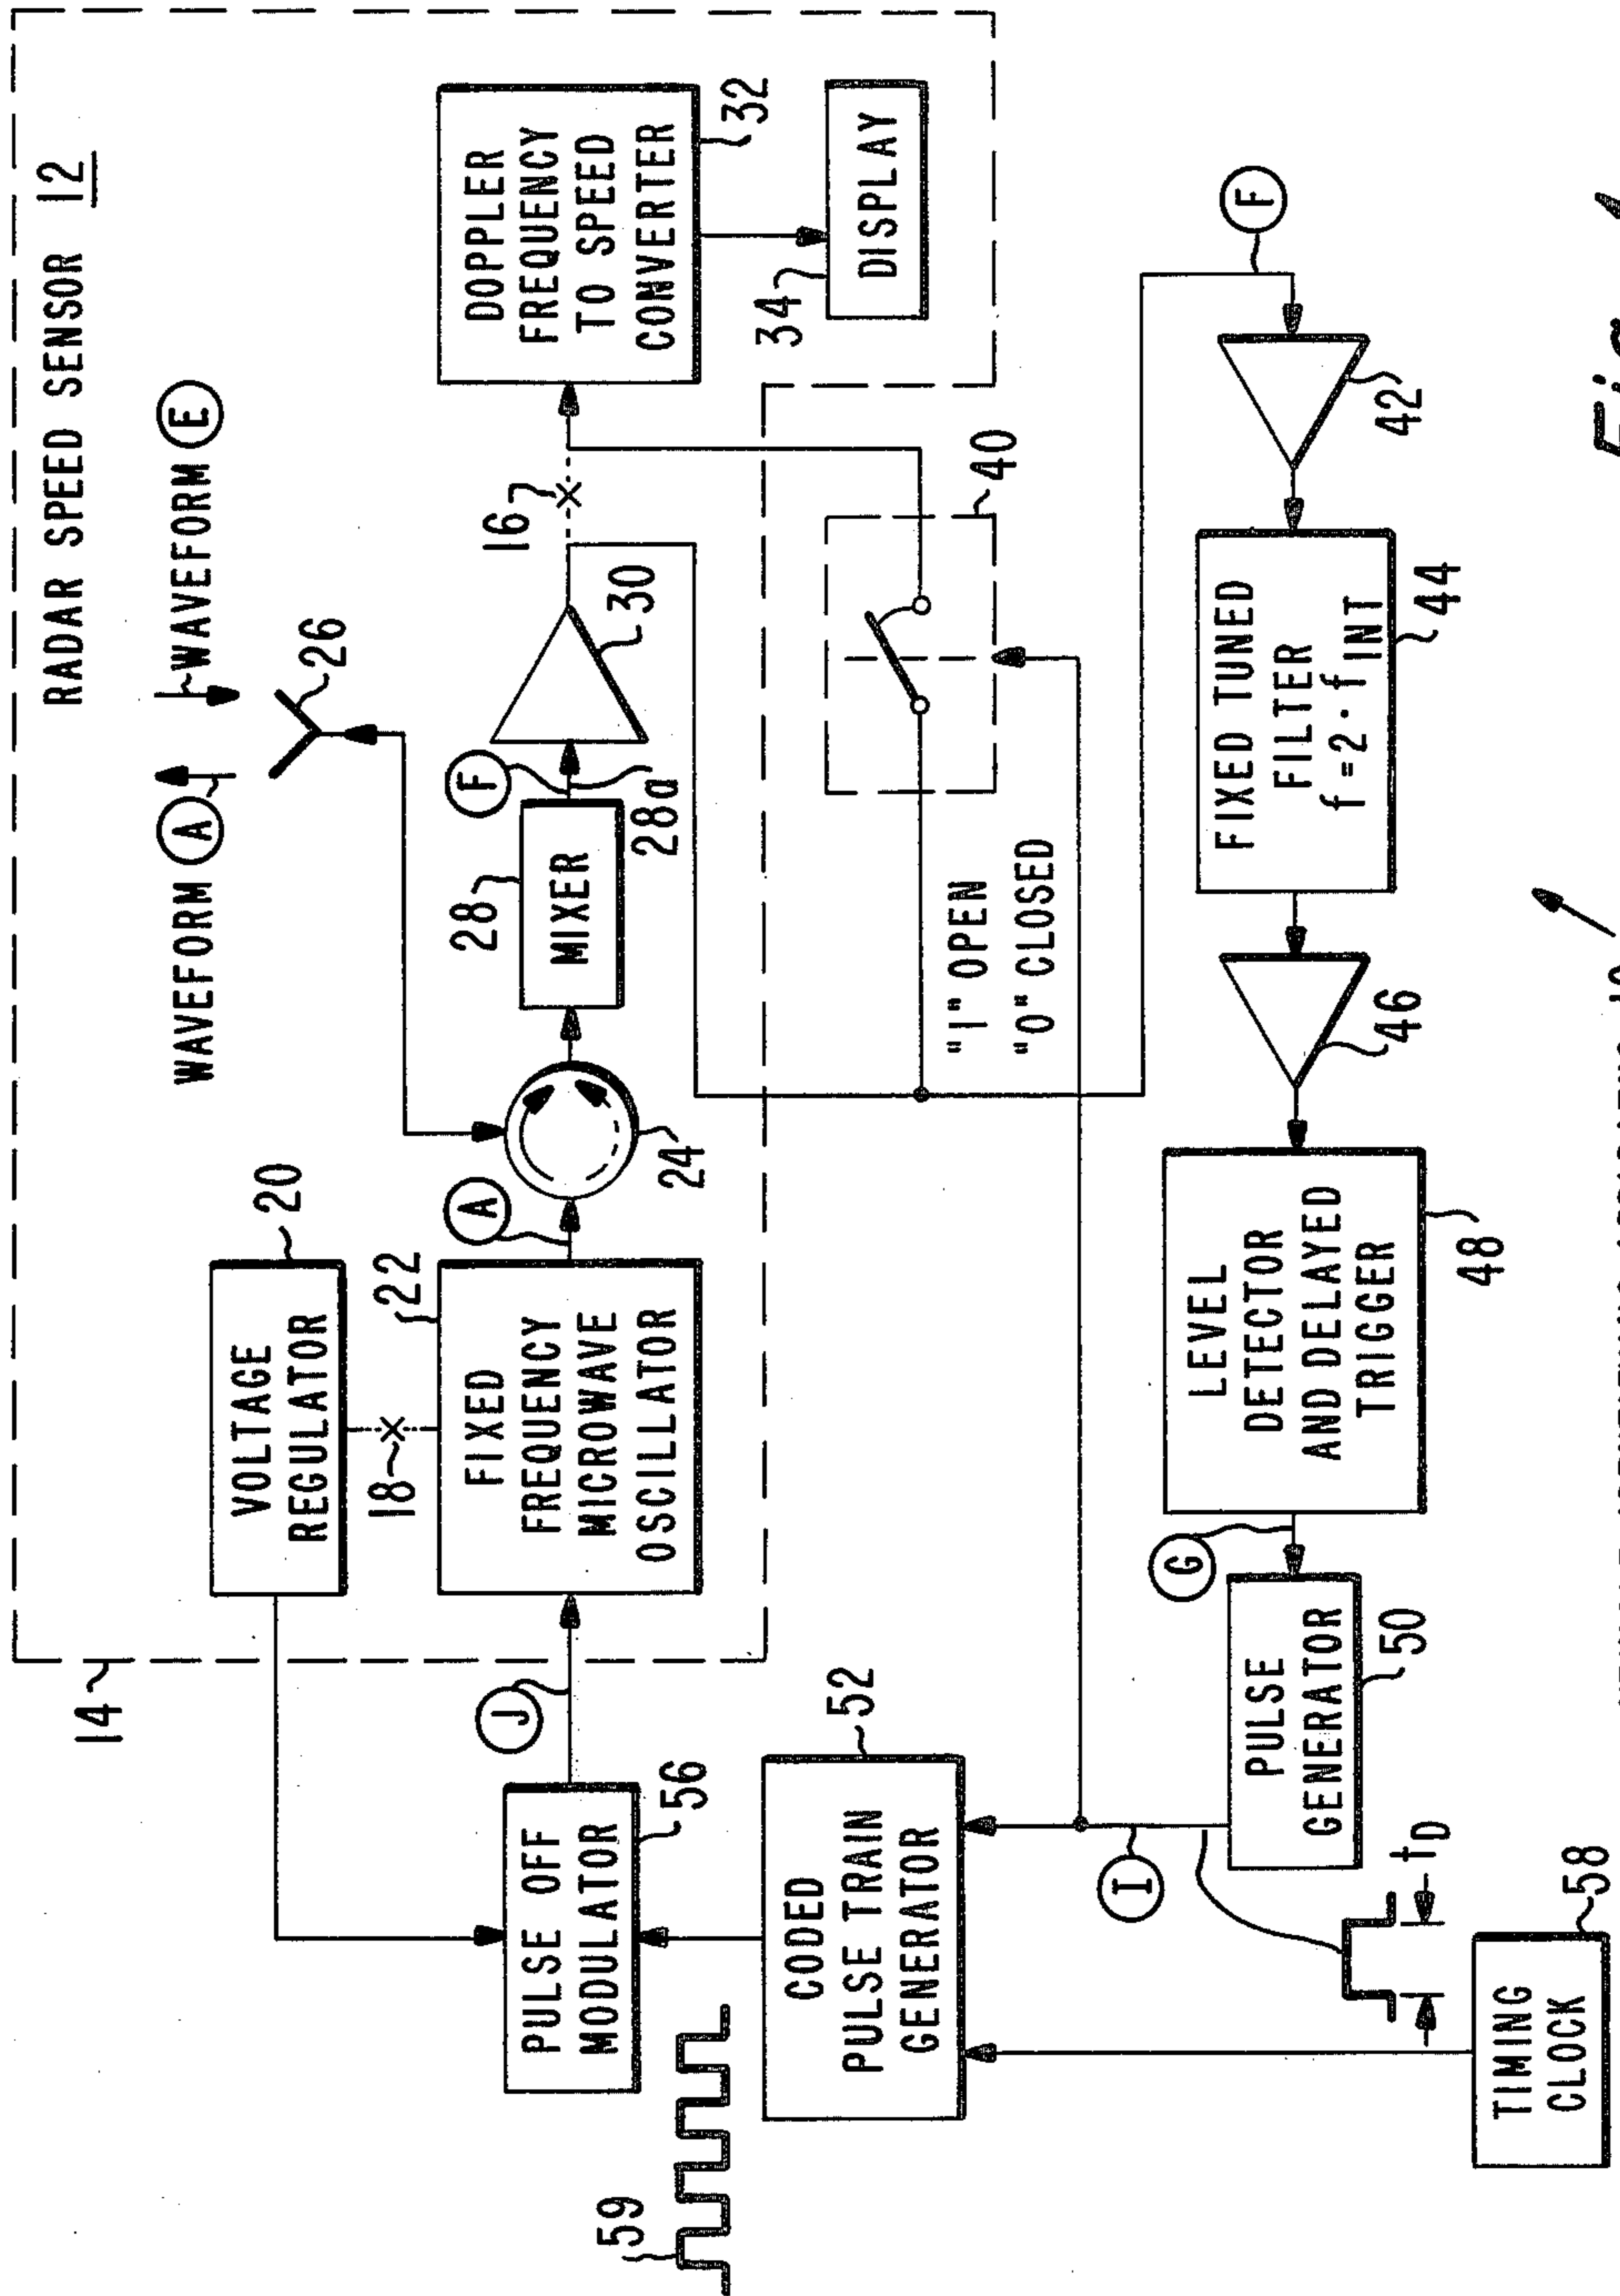 RADAR SPEED SENSOR 12
14
WAVEFORM A
WAVEFORM E
26
VOLTAGE
REGULATOR
20
18
22
FIXED
FREQUENCY
MICROWAVE
OSCILLATOR
A
24
28
MIXER
F
28a
30
16
DOPPLER
FREQUENCY
TO SPEED
CONVERTER
32
34
DISPLAY
J
PULSE OFF
MODULATOR
56
59
52
CODED
PULSE TRAIN
GENERATOR
40
"1" OPEN
"0" CLOSED
I
F
42
FIXED TUNED
FILTER
f = 2 · f INT
44
46
LEVEL
DETECTOR
AND DELAYED
TRIGGER
48
G
PULSE
GENERATOR
50
tD
TIMING
CLOCK
58